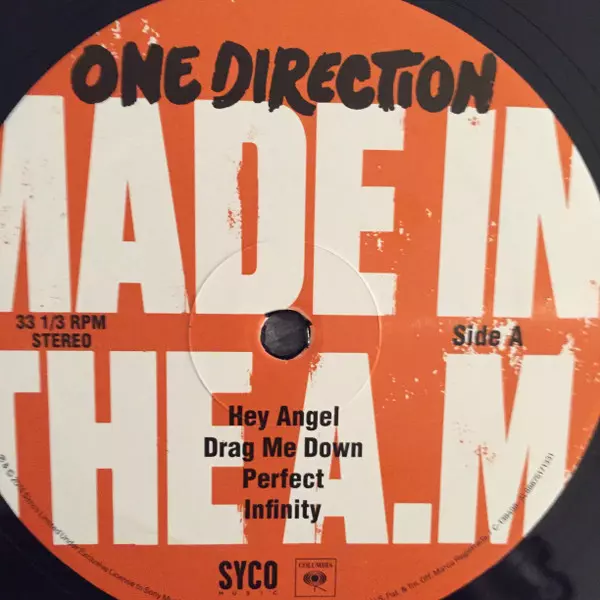 ONE DIRECTION
MADE IN
33 1/3 RPM
STEREO
Side A
THE A.M.
Hey Angel
Drag Me Down
Perfect
Infinity
SYCO
MUSIC
COLUMBIA